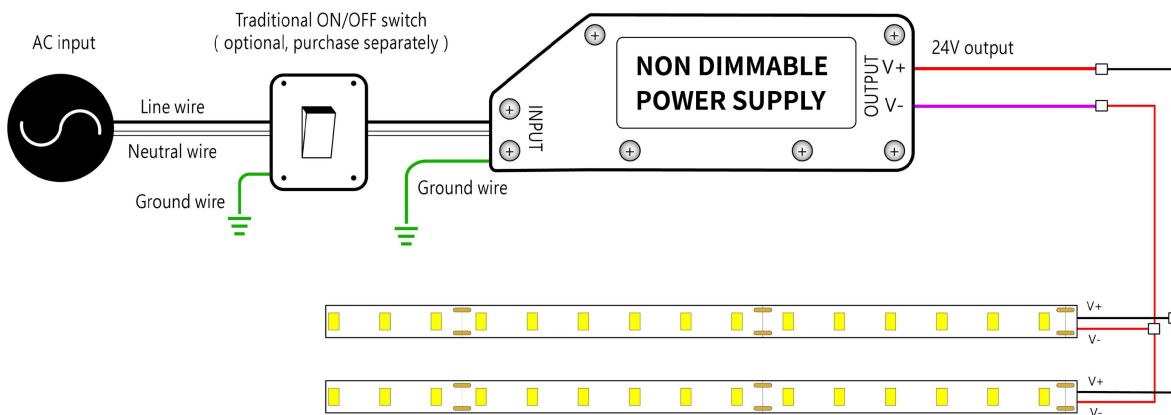 Traditional ON/OFF switch
( optional, purchase separately )
AC input
24V output
NON DIMMABLE
POWER SUPPLY
INPUT
OUTPUT
V+
V-
Line wire
Neutral wire
Ground wire
Ground wire
V+
V-
V+
V-